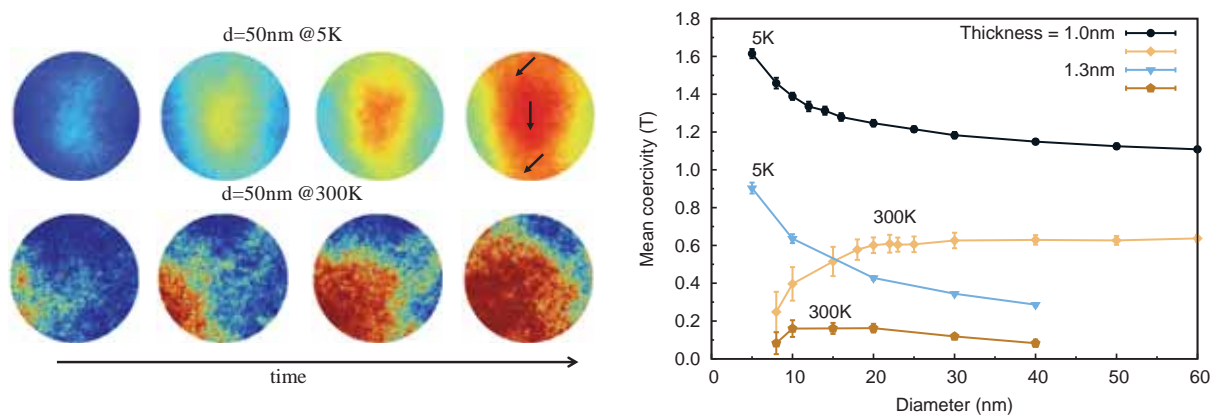 d=50nm @5K
d=50nm @300K
time
Mean coercivity (T)
1.8
1.6
1.4
1.2
1.0
0.8
0.6
0.4
0.2
0.0
Thickness = 1.0nm
1.3nm
5K
5K
300K
300K
0 10 20 30 40 50 60
Diameter (nm)